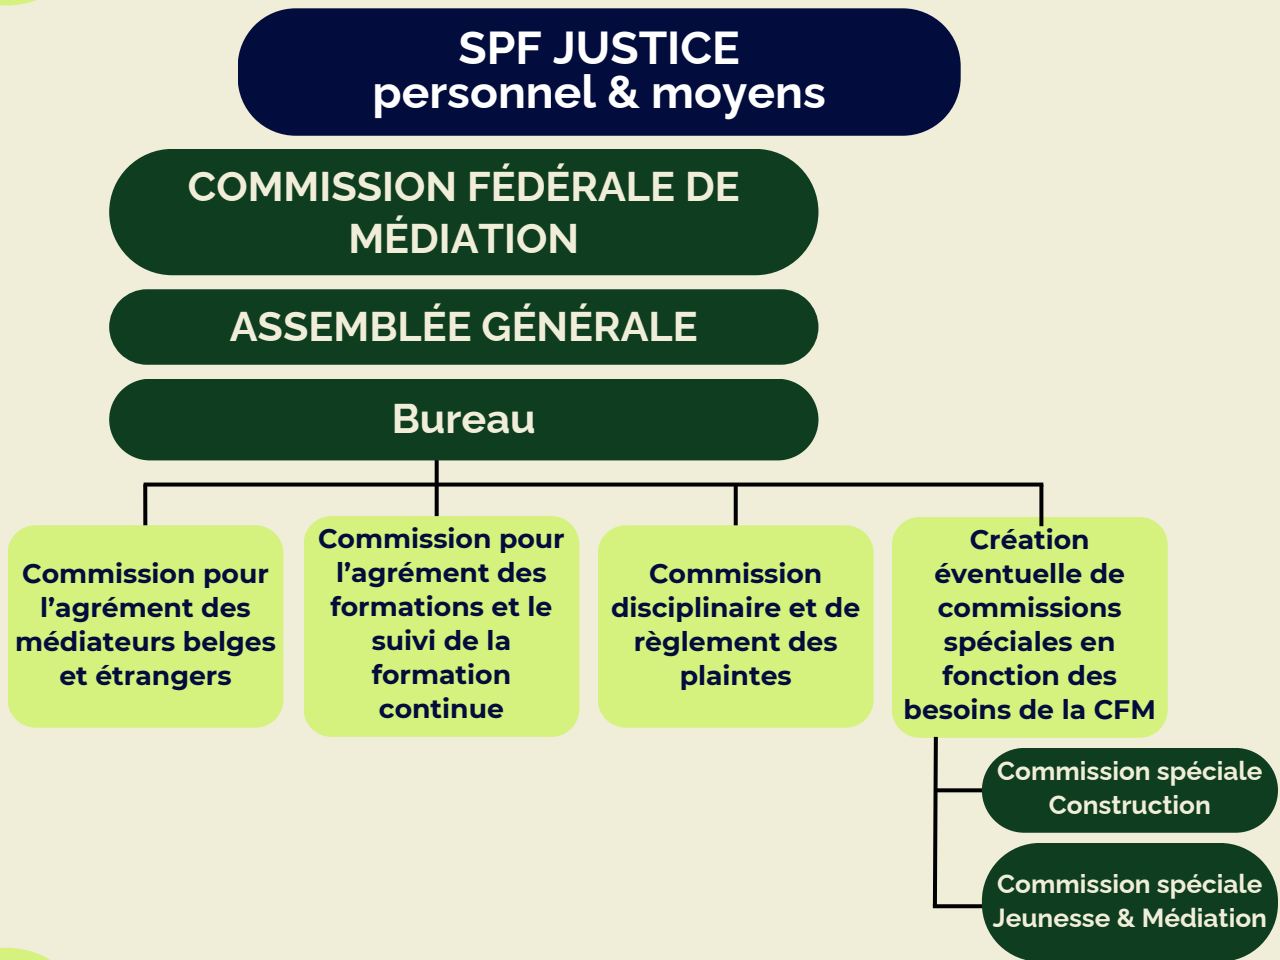 SPF JUSTICE
personnel & moyens
COMMISSION FÉDÉRALE DE
MÉDIATION
ASSEMBLÉE GÉNÉRALE
Bureau
Commission pour
l’agrément des
médiateurs belges
et étrangers
Commission pour
l’agrément des
formations et le
suivi de la
formation
continue
Commission
disciplinaire et de
règlement des
plaintes
Création
éventuelle de
commissions
spéciales en
fonction des
besoins de la CFM
Commission spéciale
Construction
Commission spéciale
Jeunesse & Médiation